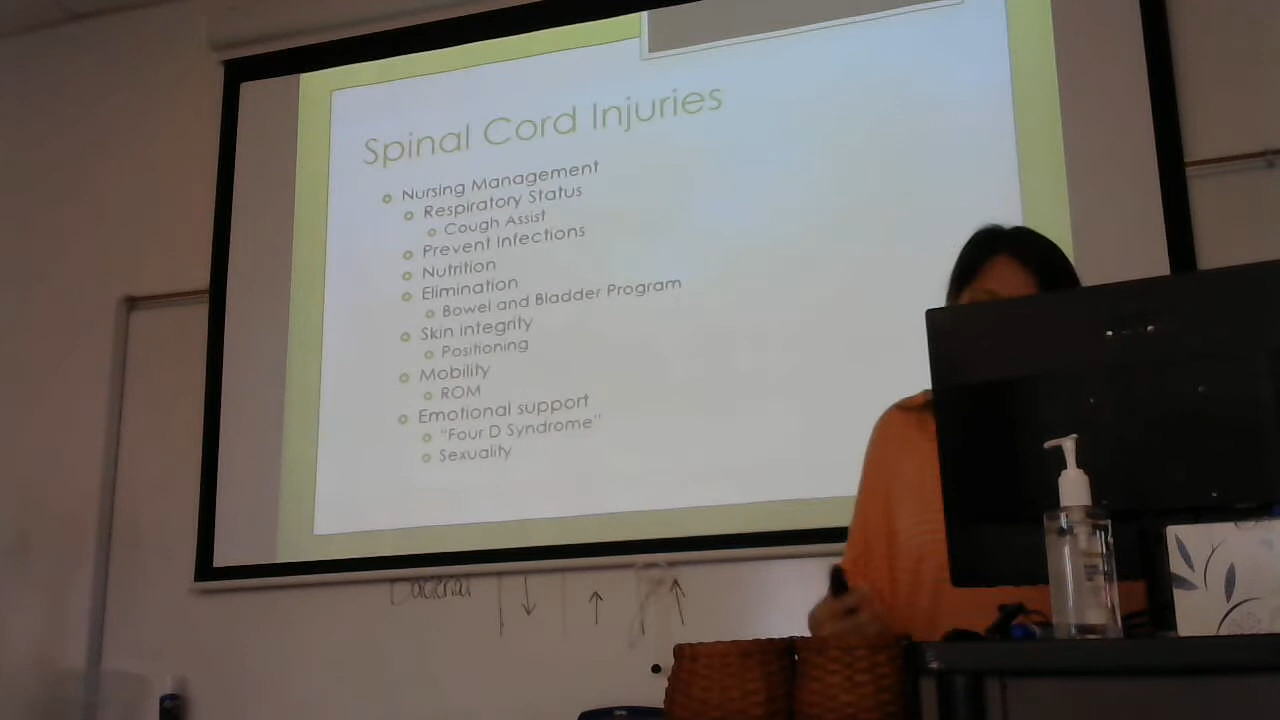 Spinal Cord Injuries
Nursing Management
Respiratory Status
Cough Assist
Prevent Infections
Nutrition
Elimination
Bowel and Bladder Program
Skin integrity
Positioning
Mobility
ROM
Emotional support
“Four D Syndrome”
Sexuality
Bacterial | ↓ | ↑ | ↑